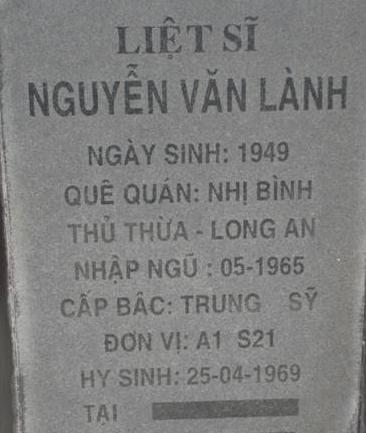 LIỆT SĨ
NGUYỄN VĂN LÀNH
NGÀY SINH: 1949
QUÊ QUÁN: NHỊ BÌNH
THỦ THỪA - LONG AN
NHẬP NGŨ : 05-1965
CẤP BẬC: TRUNG SỸ
ĐƠN VỊ: A1 S21
HY SINH: 25-04-1969
TẠI